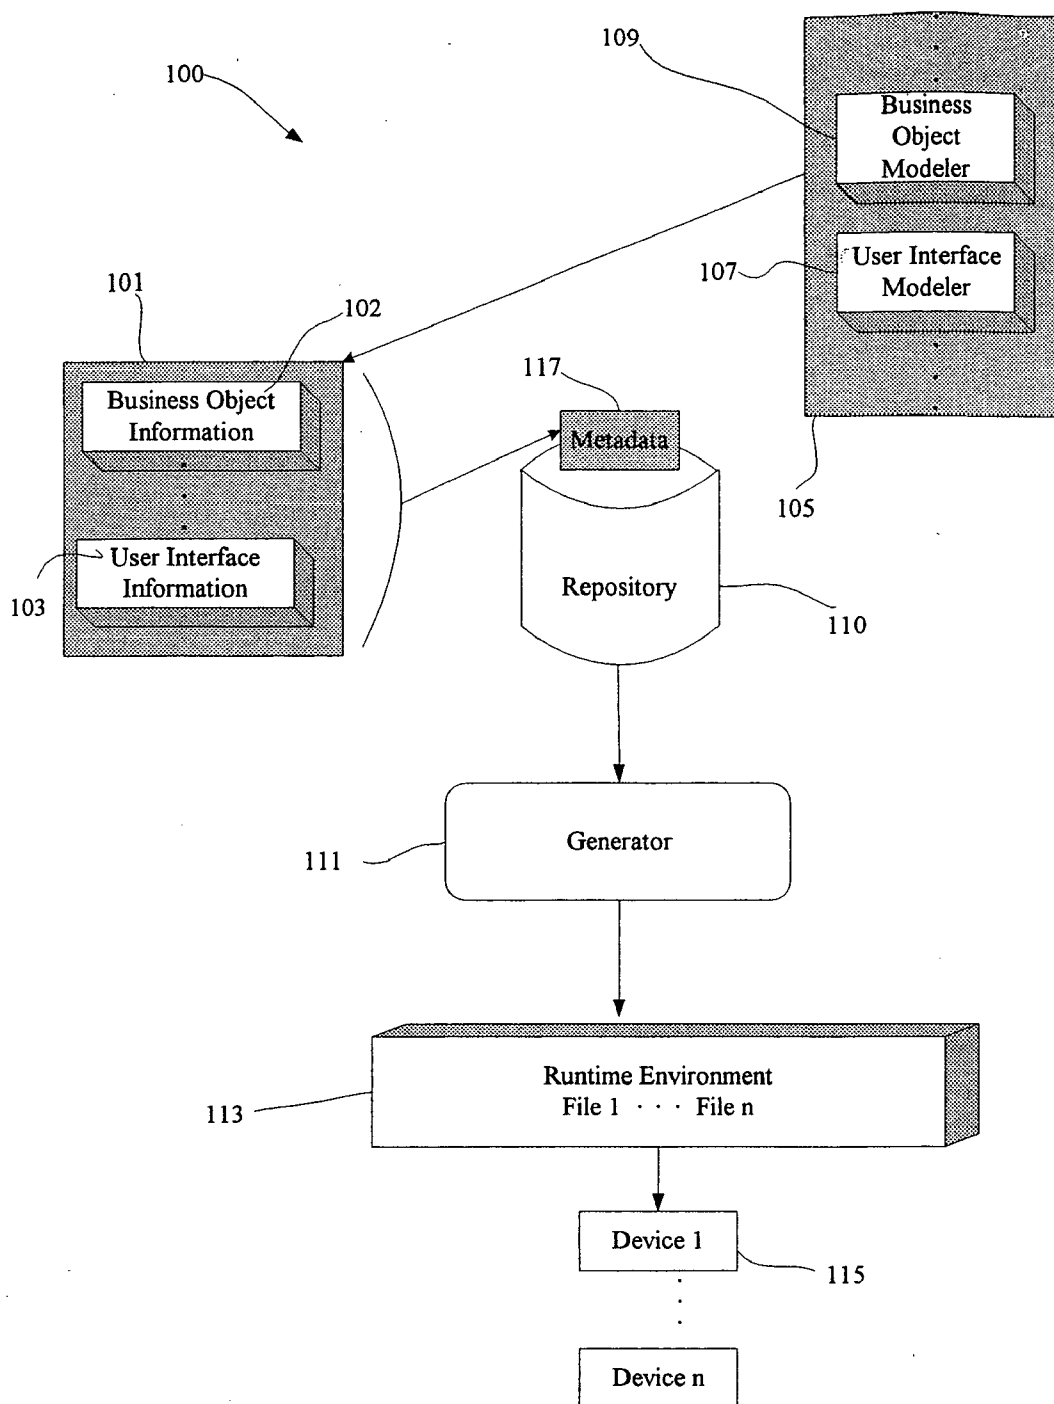 109
100
Business
Object
Modeler
User Interface
Modeler
107
101
102
117
Business Object
Information
Metadata
105
User Interface
Information
Repository
103
110
Generator
111
Runtime Environment
File 1 · · · File n
113
Device 1
115
Device n